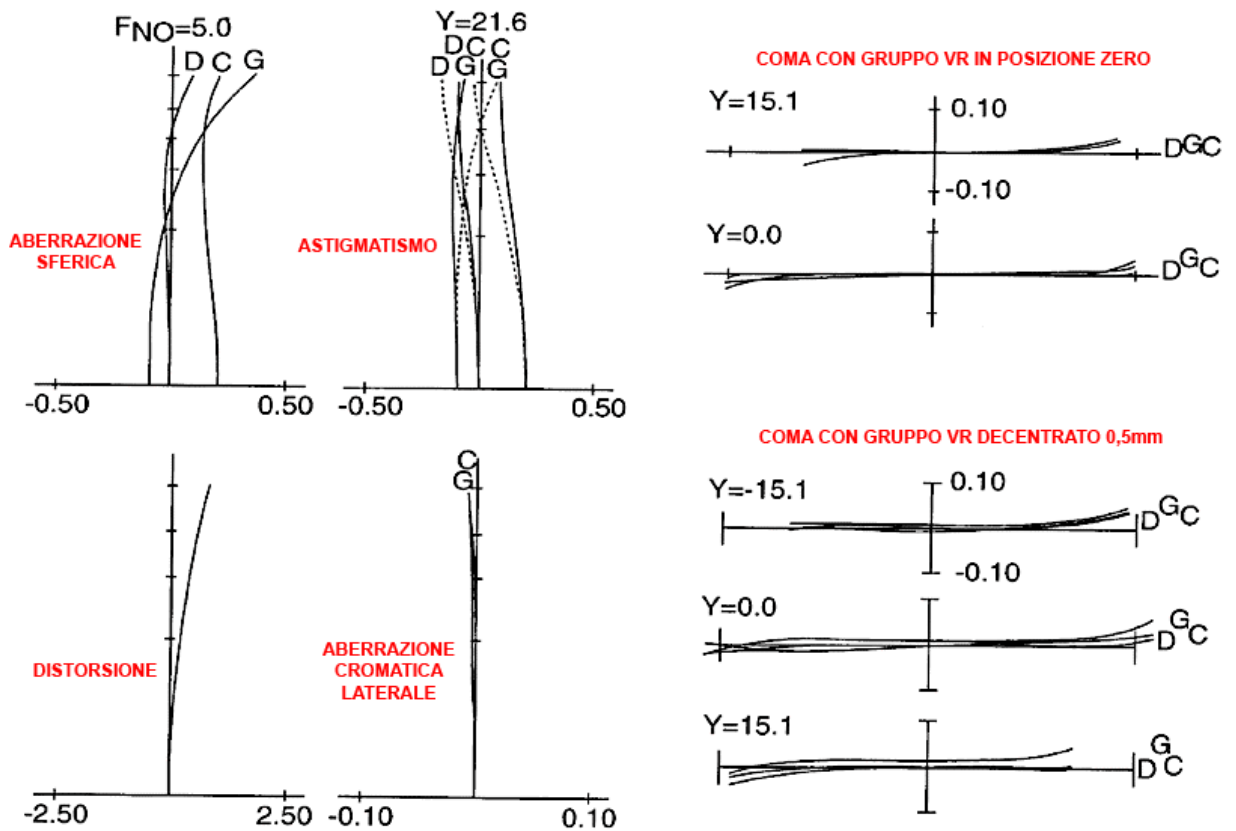 FNO=5.0
D C G
ABERRAZIONE
SFERICA
-0.50
0.50
Y=21.6
D C C
D G G
ASTIGMATISMO
-0.50
0.50
COMA CON GRUPPO VR IN POSIZIONE ZERO
Y=15.1
0.10
DGC
-0.10
Y=0.0
DGC
DISTORSIONE
-2.50
2.50
C
G
ABERRAZIONE
CROMATICA
LATERALE
-0.10
0.10
COMA CON GRUPPO VR DECENTRATO 0,5mm
Y=-15.1
0.10
DGC
-0.10
Y=0.0
DGC
Y=15.1
G
DC